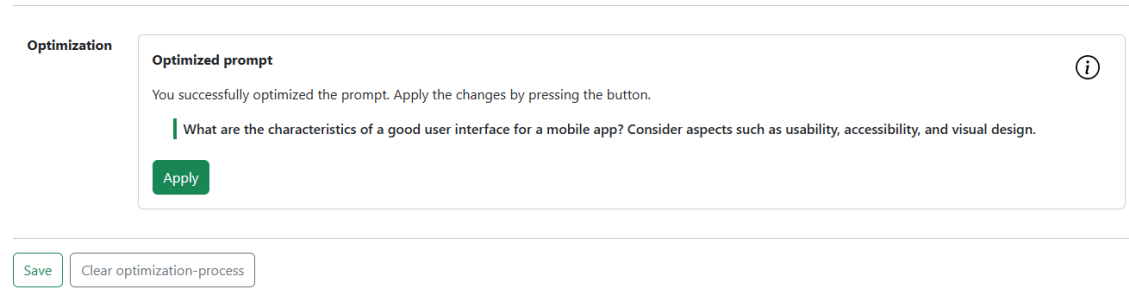 Optimization
Optimized prompt
You successfully optimized the prompt. Apply the changes by pressing the button.
What are the characteristics of a good user interface for a mobile app? Consider aspects such as usability, accessibility, and visual design.
Apply
Save
Clear optimization-process